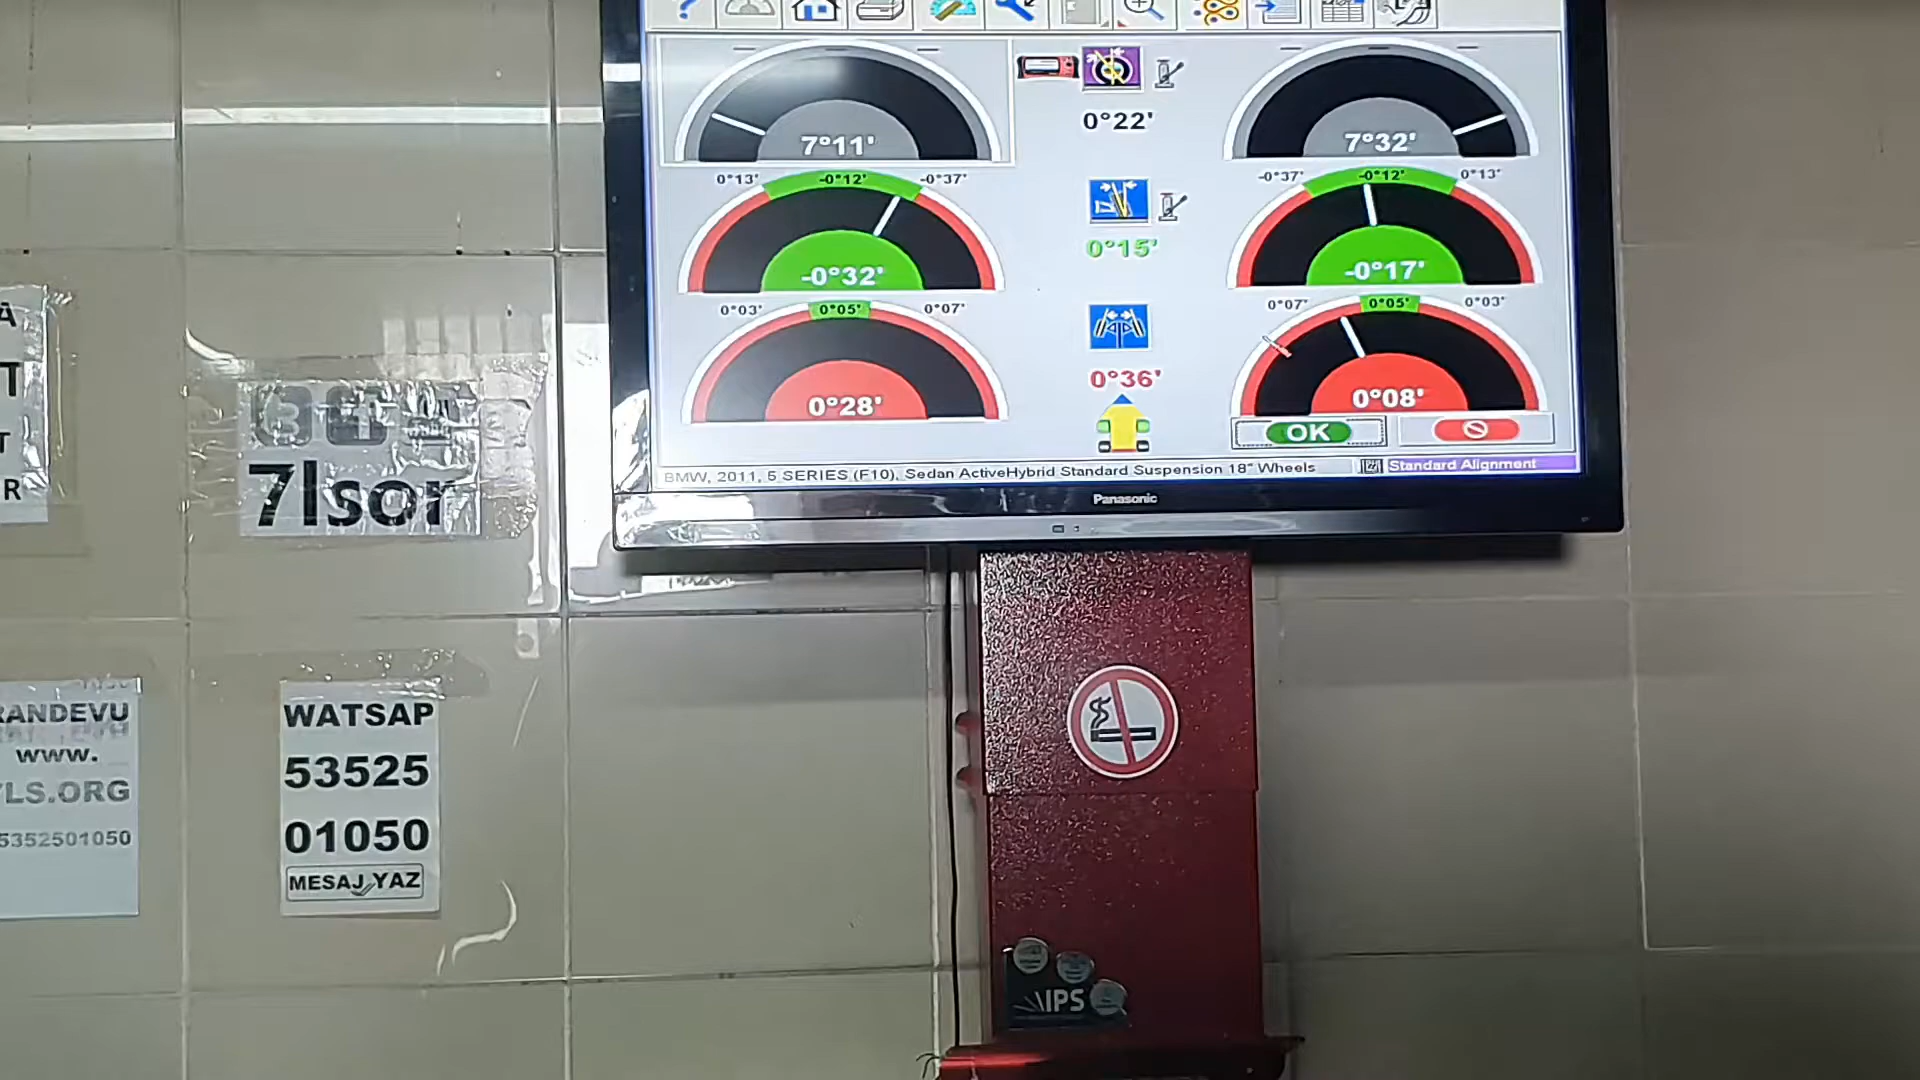 7°11'
0°22'
7°32'
0°13' -0°12' -0°37'
-0°37' -0°12' 0°13'
-0°32'
0°15'
-0°17'
0°03' 0°05' 0°07'
0°07' 0°05' 0°03'
0°28'
0°36'
0°08'
OK
BMW, 2011, 5 SERIES (F10), Sedan ActiveHybrid Standard Suspension 18" Wheels
Standard Alignment
Panasonic
A
T
T
R
7lsor
RANDEVU
www.
YLS.ORG
5352501050
WATSAP
53525
01050
MESAJ YAZ
IPS